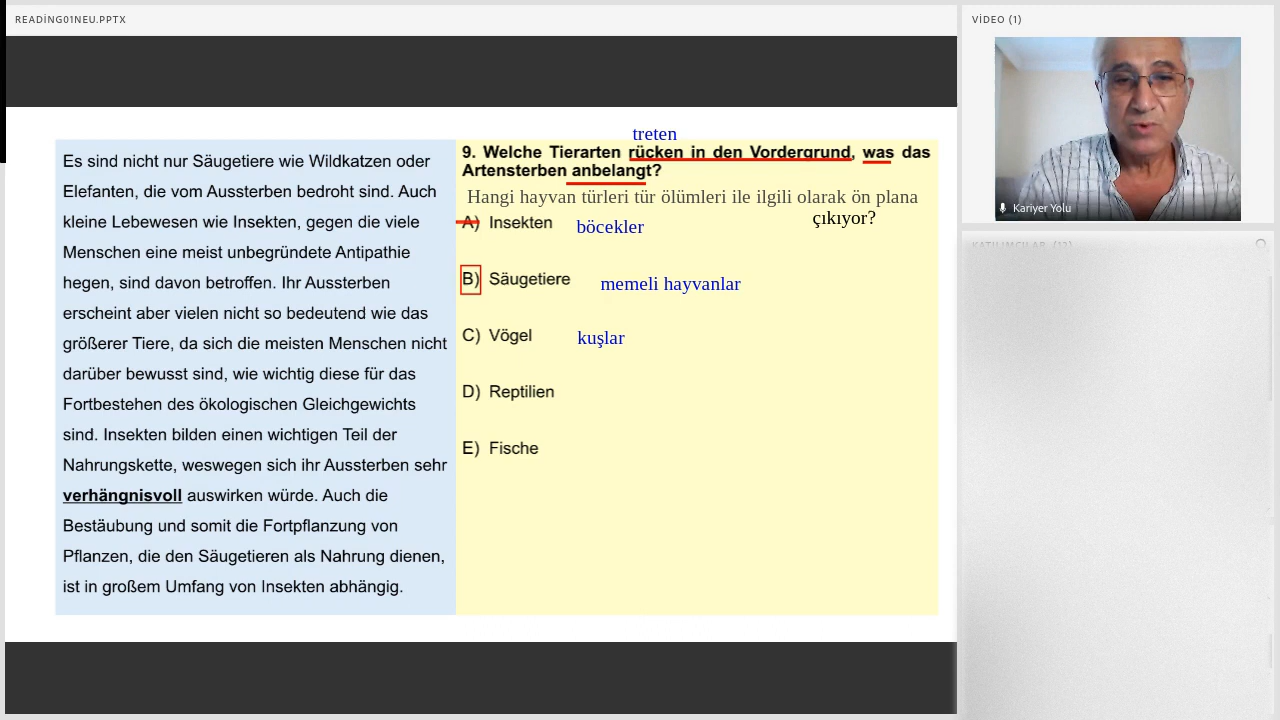 READİNG01NEU.PPTX
VİDEO (1)
Kariyer Yolu
KATILIMCILAR (12)
Es sind nicht nur Säugetiere wie Wildkatzen oder
Elefanten, die vom Aussterben bedroht sind. Auch
kleine Lebewesen wie Insekten, gegen die viele
Menschen eine meist unbegründete Antipathie
hegen, sind davon betroffen. Ihr Aussterben
erscheint aber vielen nicht so bedeutend wie das
größerer Tiere, da sich die meisten Menschen nicht
darüber bewusst sind, wie wichtig diese für das
Fortbestehen des ökologischen Gleichgewichts
sind. Insekten bilden einen wichtigen Teil der
Nahrungskette, weswegen sich ihr Aussterben sehr
verhängnisvoll auswirken würde. Auch die
Bestäubung und somit die Fortpflanzung von
Pflanzen, die den Säugetieren als Nahrung dienen,
ist in großem Umfang von Insekten abhängig.
treten
9. Welche Tierarten rücken in den Vordergrund, was das
Artensterben anbelangt?
Hangi hayvan türleri tür ölümleri ile ilgili olarak ön plana
çıkıyor?
A) Insekten böcekler
B) Säugetiere memeli hayvanlar
C) Vögel kuşlar
D) Reptilien
E) Fische